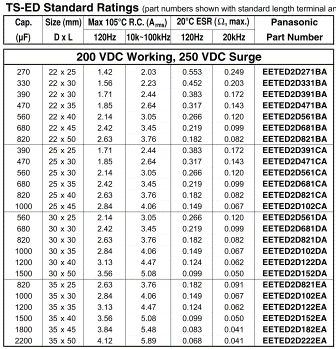 TS-ED Standard Ratings (part numbers shown with standard length terminal an
Cap. Size (mm) Max 105°C R.C. (Arms) 20°C ESR (Ω, max.) Panasonic
(µF) D x L 120Hz 10k~100kHz 120Hz 20kHz Part Number
200 VDC Working, 250 VDC Surge
270 22 x 25 1.42 2.03 0.553 0.249 EETED2D271BA
330 22 x 30 1.56 2.23 0.452 0.203 EETED2D331BA
390 22 x 30 1.71 2.44 0.383 0.172 EETED2D391BA
470 22 x 35 1.85 2.64 0.317 0.143 EETED2D471BA
560 22 x 40 2.14 3.05 0.266 0.120 EETED2D561BA
680 22 x 45 2.42 3.45 0.219 0.099 EETED2D681BA
820 22 x 50 2.63 3.76 0.182 0.082 EETED2D821BA
390 25 x 25 1.71 2.44 0.383 0.172 EETED2D391CA
470 25 x 30 1.85 2.64 0.317 0.143 EETED2D471CA
560 25 x 30 2.14 3.05 0.266 0.120 EETED2D561CA
680 25 x 35 2.42 3.45 0.219 0.099 EETED2D681CA
820 25 x 40 2.63 3.76 0.182 0.082 EETED2D821CA
1000 25 x 45 2.84 4.06 0.149 0.067 EETED2D102CA
560 30 x 25 2.14 3.05 0.266 0.120 EETED2D561DA
680 30 x 30 2.42 3.45 0.219 0.099 EETED2D681DA
820 30 x 30 2.63 3.76 0.182 0.082 EETED2D821DA
1000 30 x 35 2.84 4.06 0.149 0.067 EETED2D102DA
1200 30 x 40 3.13 4.47 0.124 0.062 EETED2D122DA
1500 30 x 50 3.56 5.08 0.099 0.050 EETED2D152DA
820 35 x 25 2.63 3.76 0.182 0.091 EETED2D821EA
1000 35 x 30 2.84 4.06 0.149 0.067 EETED2D102EA
1200 35 x 35 3.13 4.47 0.124 0.062 EETED2D122EA
1500 35 x 40 3.56 5.08 0.099 0.050 EETED2D152EA
1800 35 x 45 3.84 5.48 0.083 0.041 EETED2D182EA
2200 35 x 50 4.12 5.89 0.068 0.041 EETED2D222EA